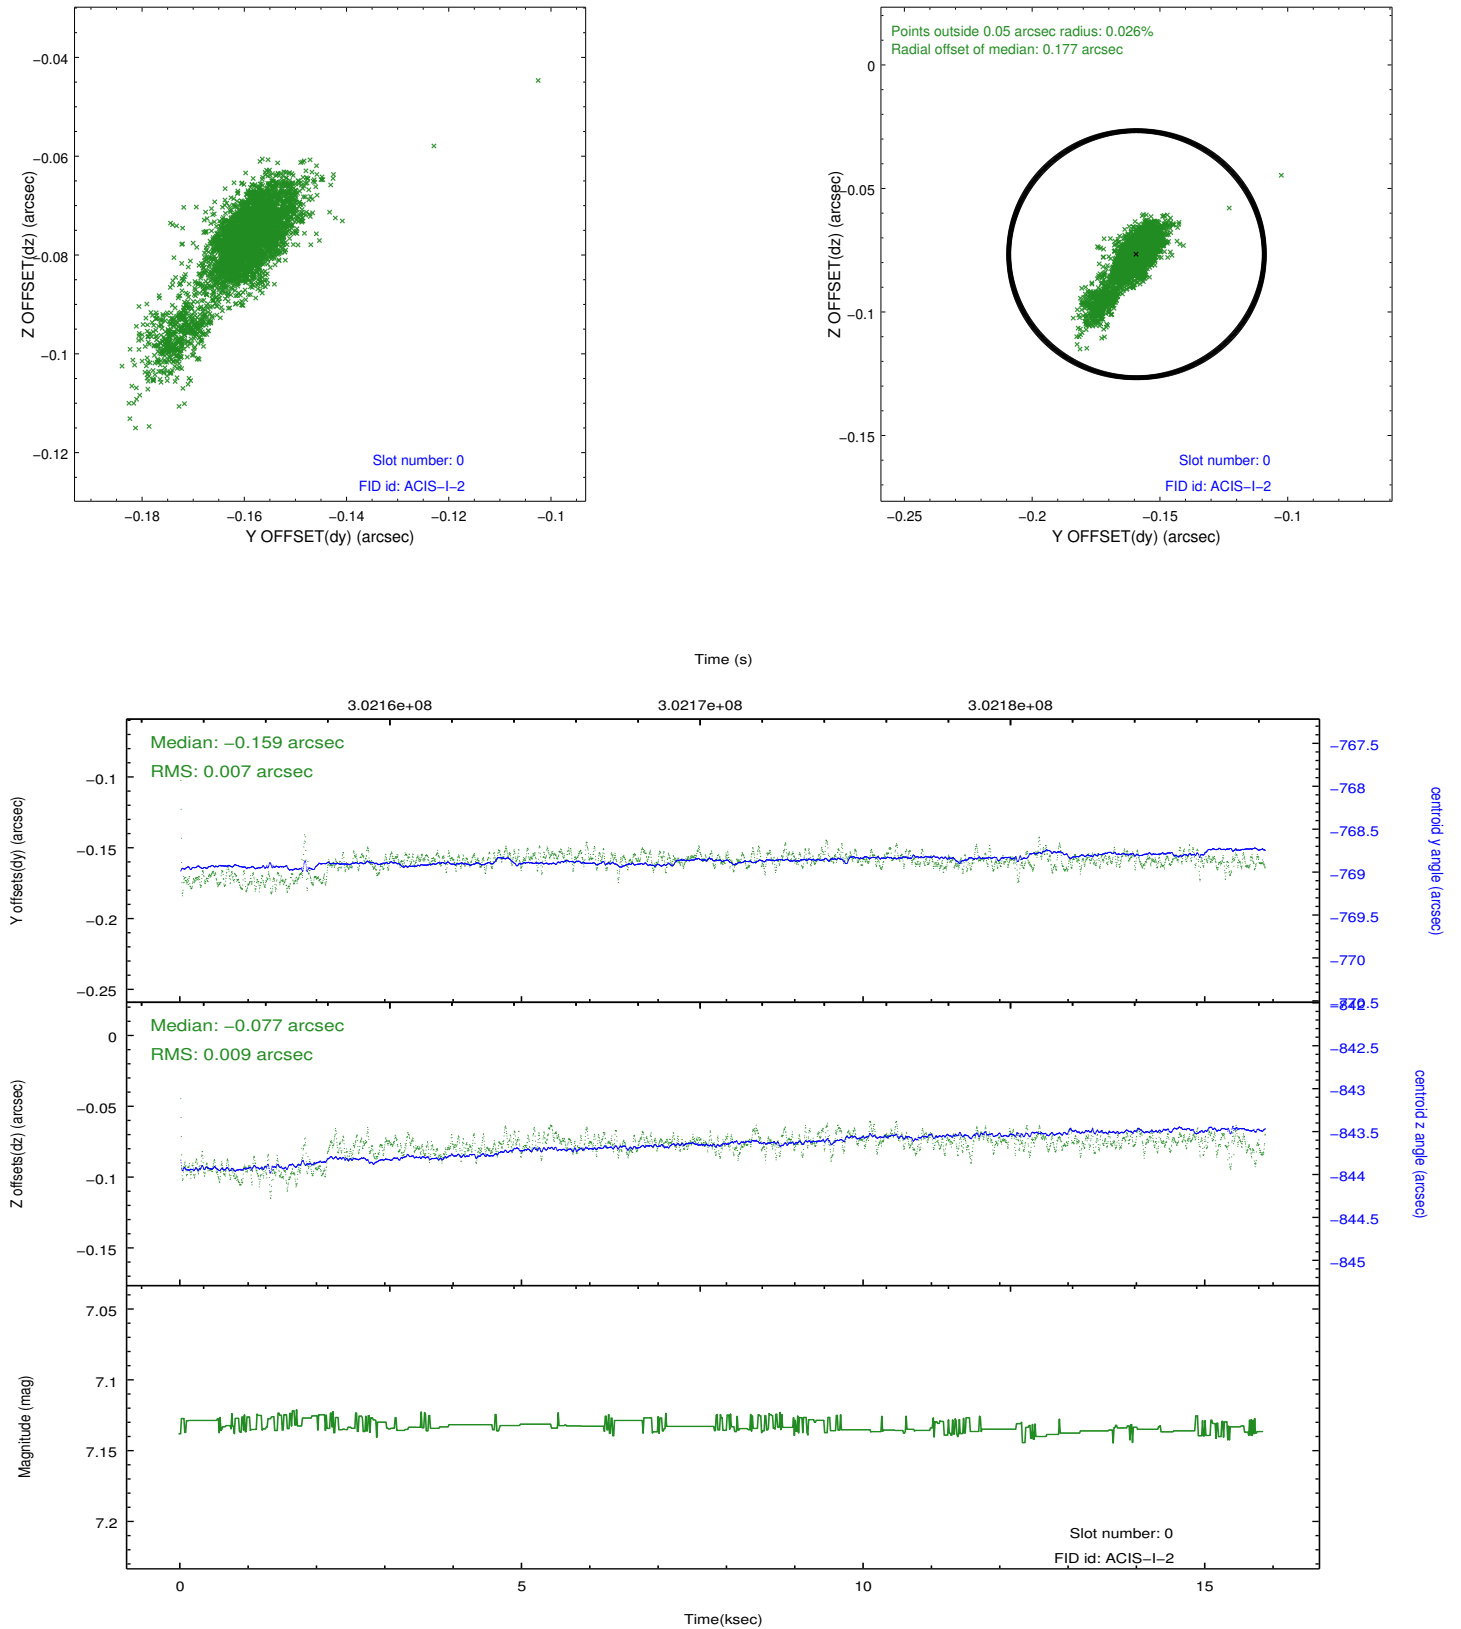 −0.04
−0.06
−0.08
−0.1
−0.12
Z OFFSET(dz) (arcsec)
Slot number: 0
FID id: ACIS−I−2
−0.18
−0.16
−0.14
−0.12
−0.1
Y OFFSET(dy) (arcsec)
Points outside 0.05 arcsec radius: 0.026%
Radial offset of median: 0.177 arcsec
0
−0.05
−0.1
−0.15
Z OFFSET(dz) (arcsec)
Slot number: 0
FID id: ACIS−I−2
−0.25
−0.2
−0.15
−0.1
Y OFFSET(dy) (arcsec)
Time (s)
3.0216e+08
3.0217e+08
3.0218e+08
Median: −0.159 arcsec
RMS: 0.007 arcsec
−0.1
−0.15
−0.2
−0.25
Y offsets(dy) (arcsec)
−767.5
−768
−768.5
−769
−769.5
−770
−770.5
centroid y angle (arcsec)
Median: −0.077 arcsec
RMS: 0.009 arcsec
0
−0.05
−0.1
−0.15
Z offsets(dz) (arcsec)
−842
−842.5
−843
−843.5
−844
−844.5
−845
centroid z angle (arcsec)
7.05
7.1
7.15
7.2
Magnitude (mag)
Slot number: 0
FID id: ACIS−I−2
0
5
10
15
Time(ksec)